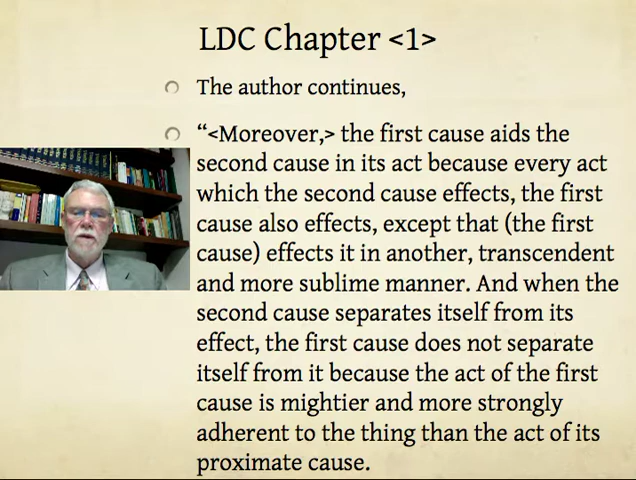 LDC Chapter <1>
The author continues,
“<Moreover,> the first cause aids the
second cause in its act because every act
which the second cause effects, the first
cause also effects, except that (the first
cause) effects it in another, transcendent
and more sublime manner. And when the
second cause separates itself from its
effect, the first cause does not separate
itself from it because the act of the first
cause is mightier and more strongly
adherent to the thing than the act of its
proximate cause.